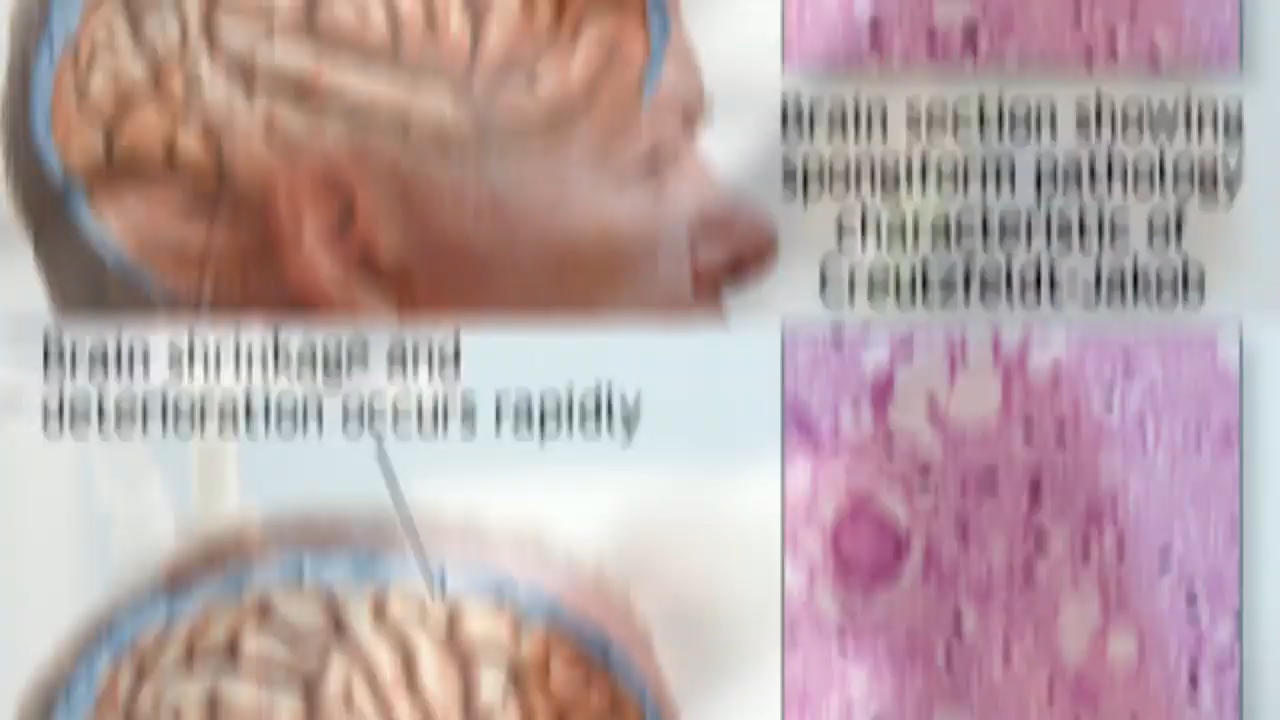 Brain section showing
spongiform pathology
characteristic of
Creutzfeldt-Jakob
Brain shrinkage and
deterioration occurs rapidly